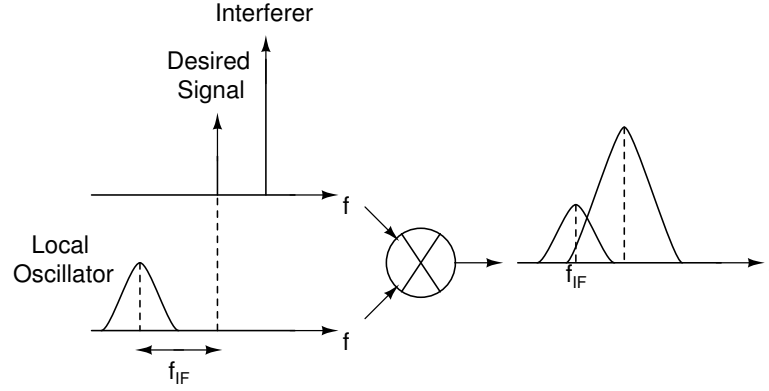 Interferer
Desired
Signal
f
Local
Oscillator
f
f_IF
f_IF